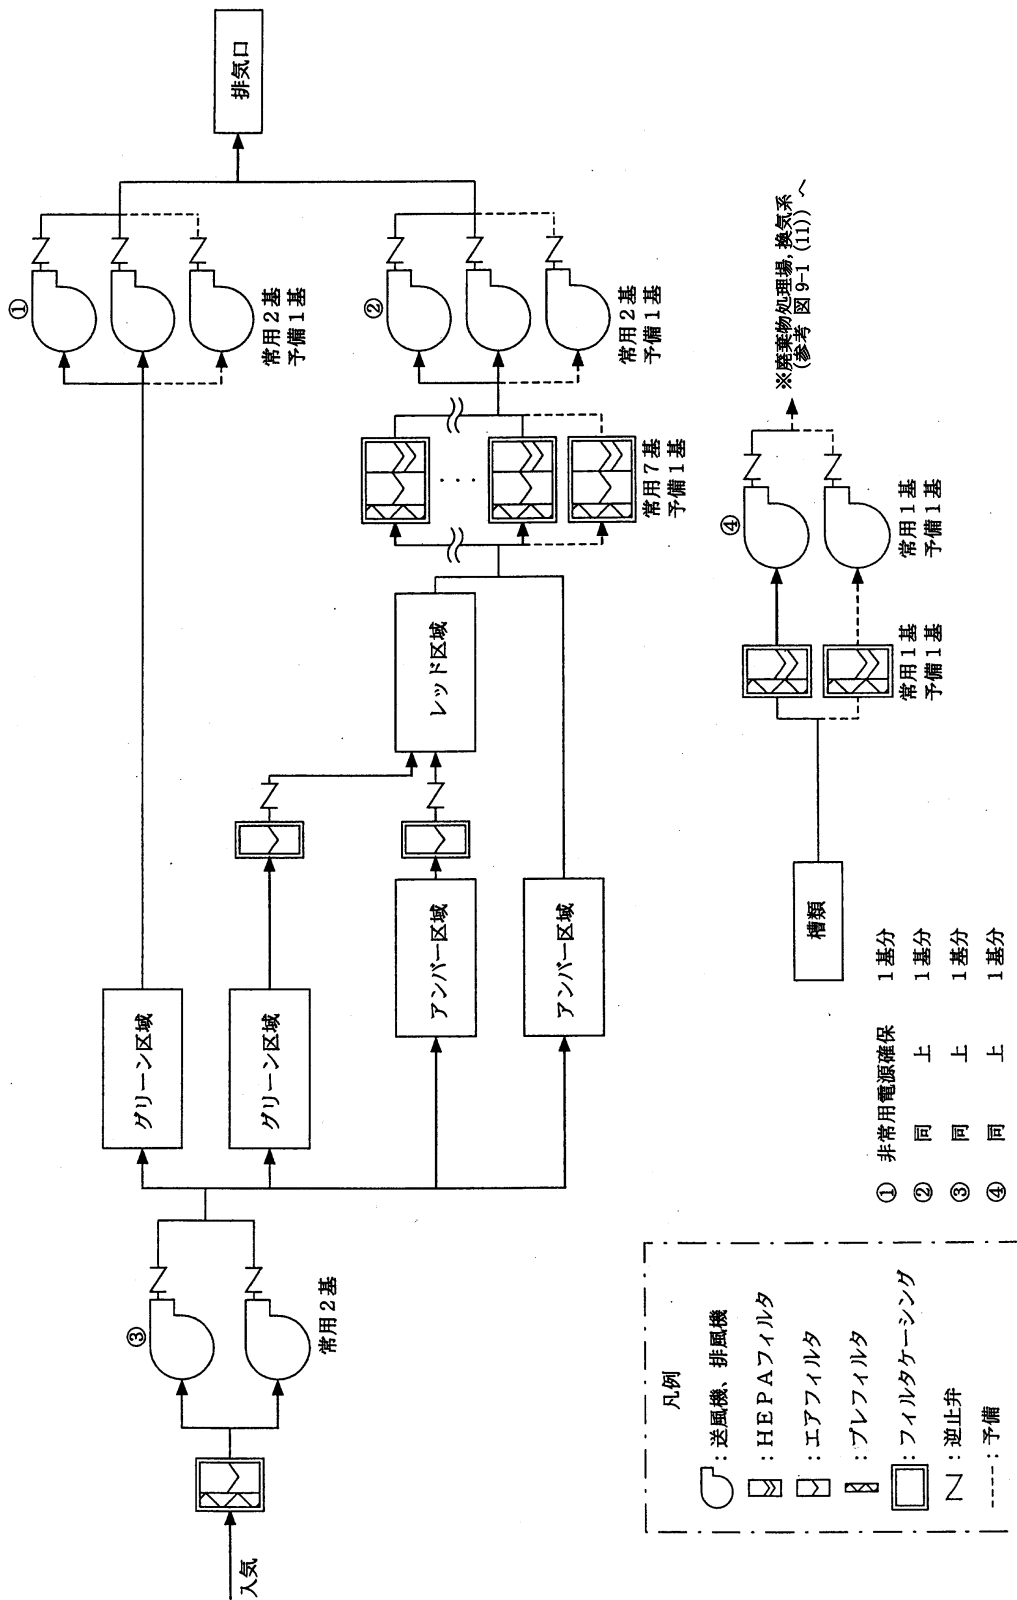 入気
③
常用2基
グリーン区域
グリーン区域
アンバー区域
アンバー区域
レッド区域
常用7基
予備1基
①
常用2基
予備1基
②
常用2基
予備1基
排気口
槽類
常用1基
予備1基
④
常用1基
予備1基
※廃棄物処理場,換気系
(参考 図9-1 (11)) へ
凡例
:送風機、排風機
:HEPAフィルタ
:エアフィルタ
:プレフィルタ
:フィルタケーシング
:逆止弁
:予備
① 非常用電源確保 1基分
② 同 上 1基分
③ 同 上 1基分
④ 同 上 1基分